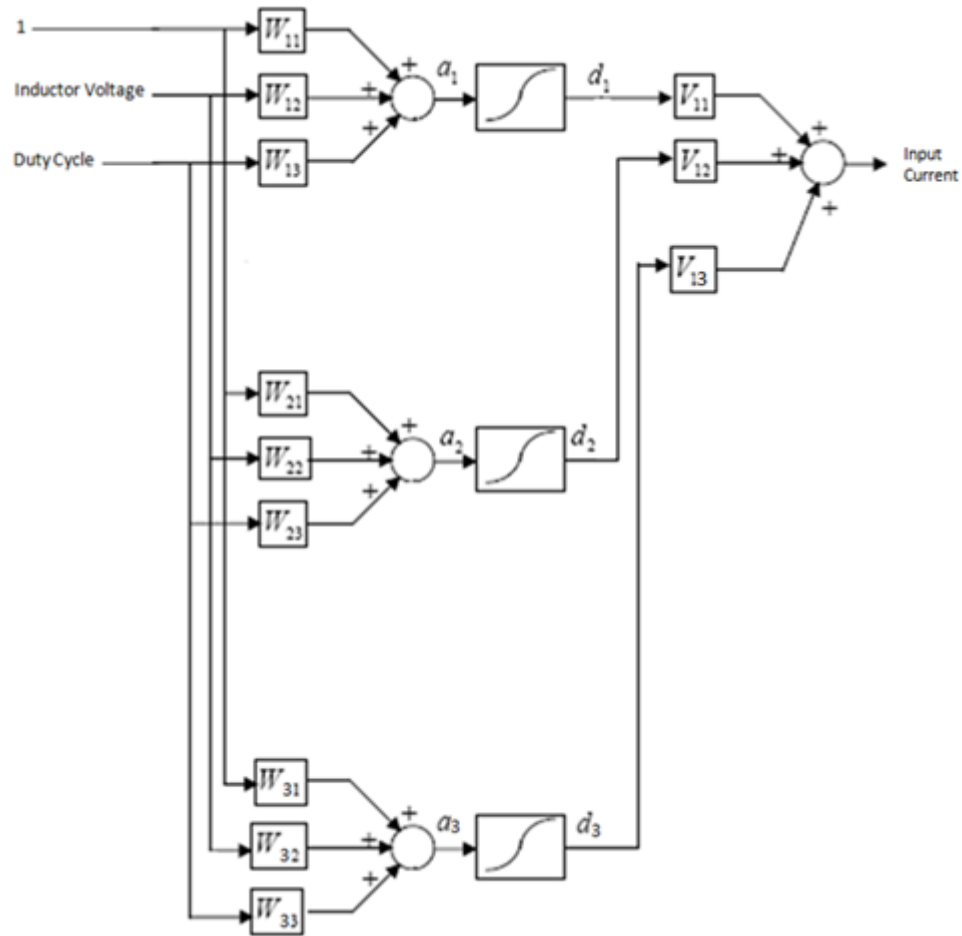 1
W11
Inductor Voltage
W12
Duty Cycle
W13
+
+
+
a1
d1
V11
V12
V13
+
+
+
Input
Current
W21
W22
W23
+
+
+
a2
d2
W31
W32
W33
+
+
+
a3
d3